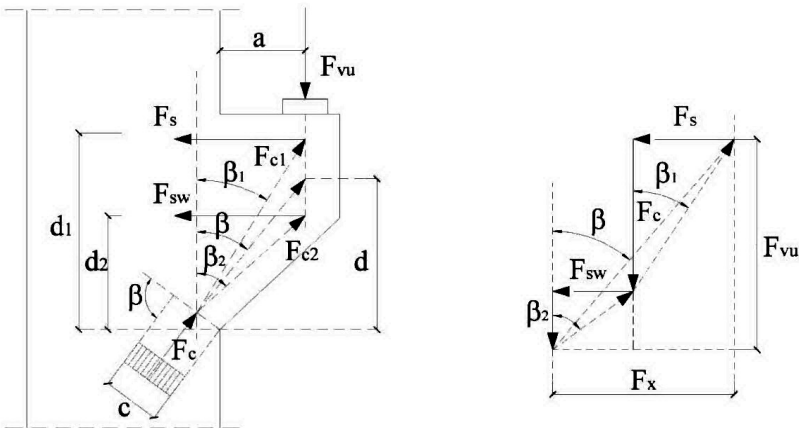 a
F_vu
F_s
F_c1
β_1
F_sw
β
d_1
d_2
β_2
F_c2
d
β
F_c
c
F_s
β_1
F_c
β
F_vu
F_sw
β_2
F_x